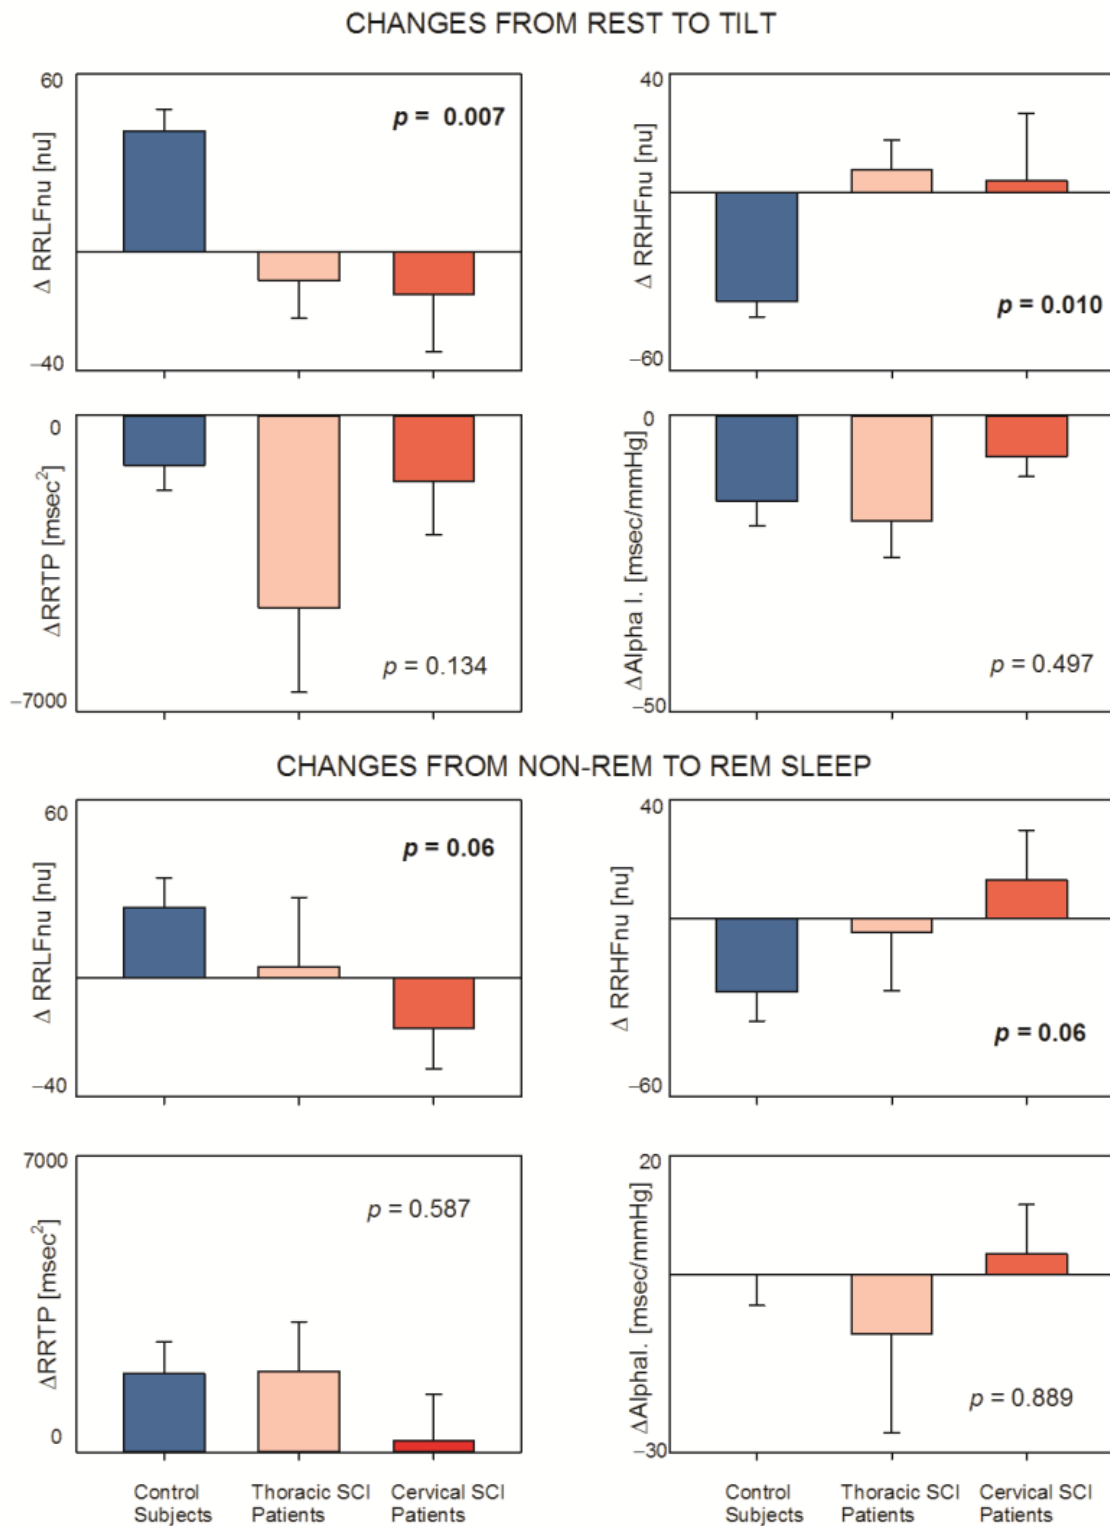 CHANGES FROM REST TO TILT
60
Δ RRLFnu [nu]
p = 0.007
−40
40
Δ RRHFnu [nu]
p = 0.010
−60
0
ΔRRTP [msec²]
p = 0.134
−7000
0
ΔAlpha I. [msec/mmHg]
p = 0.497
−50
CHANGES FROM NON-REM TO REM SLEEP
60
Δ RRLFnu [nu]
p = 0.06
−40
40
Δ RRHFnu [nu]
p = 0.06
−60
7000
ΔRRTP [msec²]
p = 0.587
0
20
ΔAlphaI. [msec/mmHg]
p = 0.889
−30
Control Subjects
Thoracic SCI Patients
Cervical SCI Patients
Control Subjects
Thoracic SCI Patients
Cervical SCI Patients